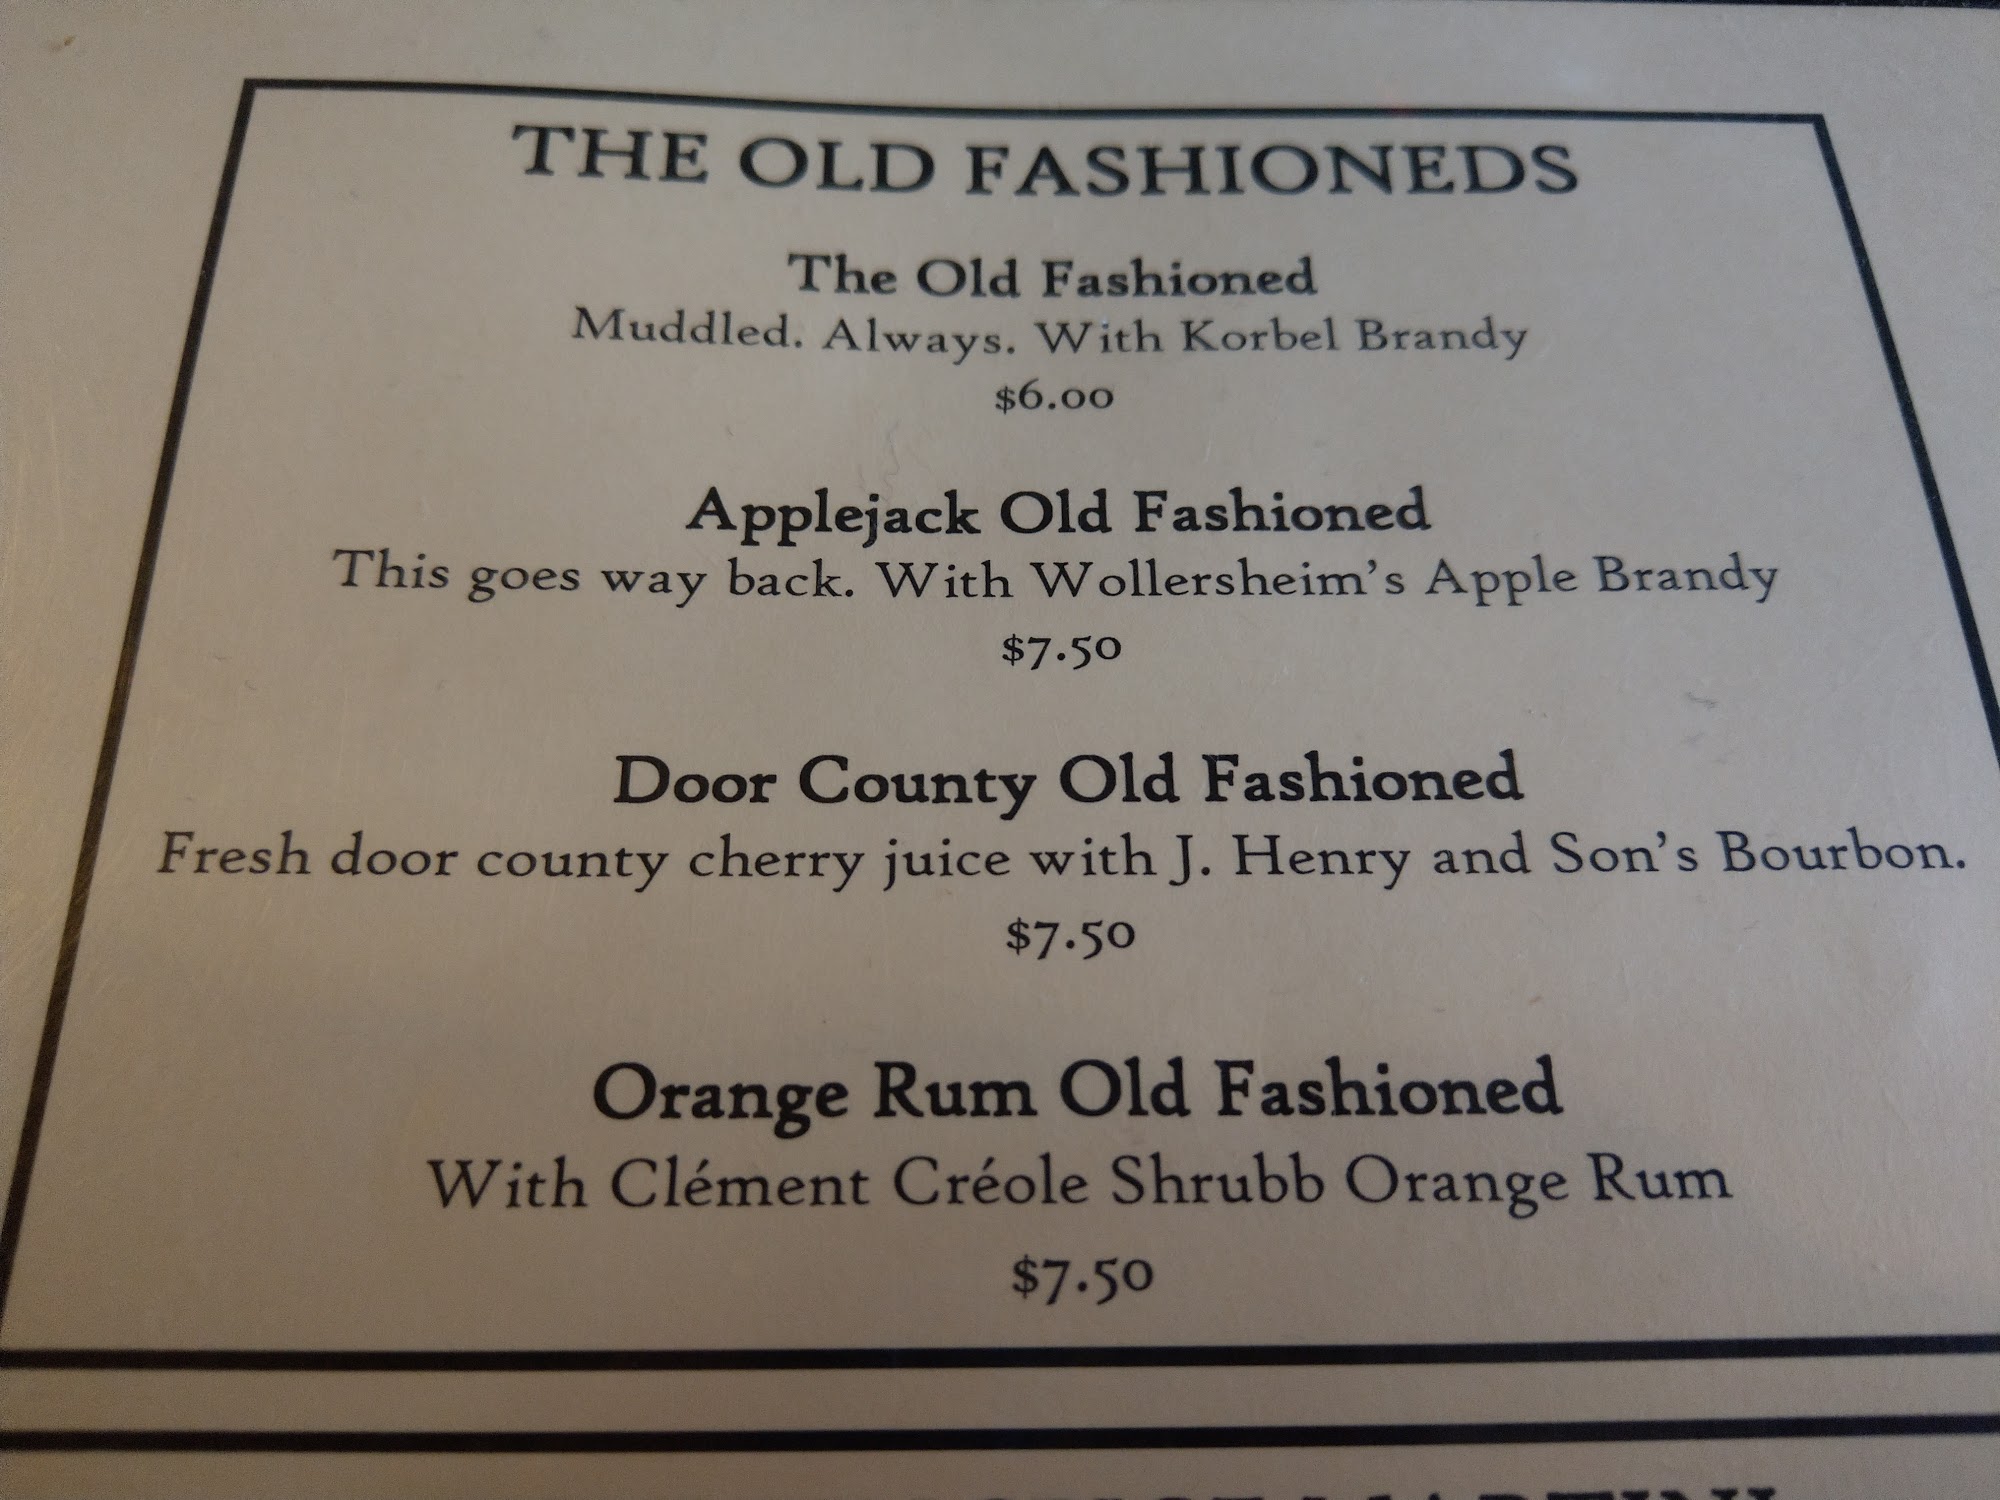 THE OLD FASHIONEDS
The Old Fashioned
Muddled. Always. With Korbel Brandy
$6.00
Applejack Old Fashioned
This goes way back. With Wollersheim's Apple Brandy
$7.50
Door County Old Fashioned
Fresh door county cherry juice with J. Henry and Son's Bourbon.
$7.50
Orange Rum Old Fashioned
With Clément Créole Shrubb Orange Rum
$7.50